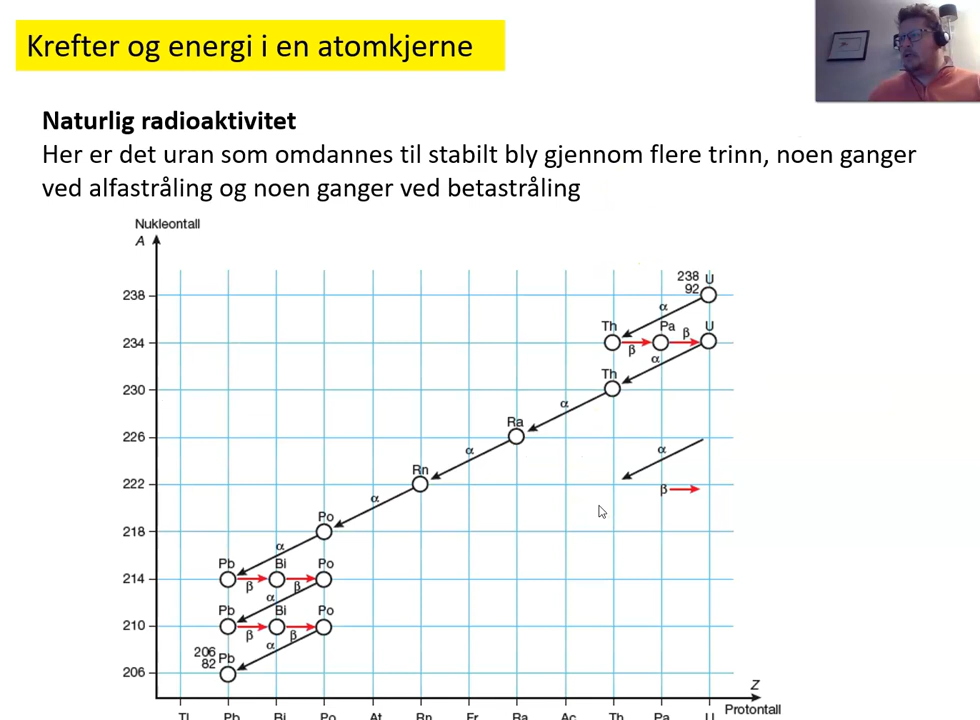 Krefter og energi i en atomkjerne
Naturlig radioaktivitet
Her er det uran som omdannes til stabilt bly gjennom flere trinn, noen ganger
ved alfastråling og noen ganger ved betastråling
Nukleontall
A
238 U
92
238
α
Th Pa β U
234
β α
Th
230
α
Ra
226
α α
Rn
222
α β
Po
218
α
Pb Bi Po
214
β β
α
Pb Bi Po
210
β β
α
206 Pb
82
206
Z
Protontall
Tl Pb Bi Po At Rn Fr Ra Ac Th Pa U